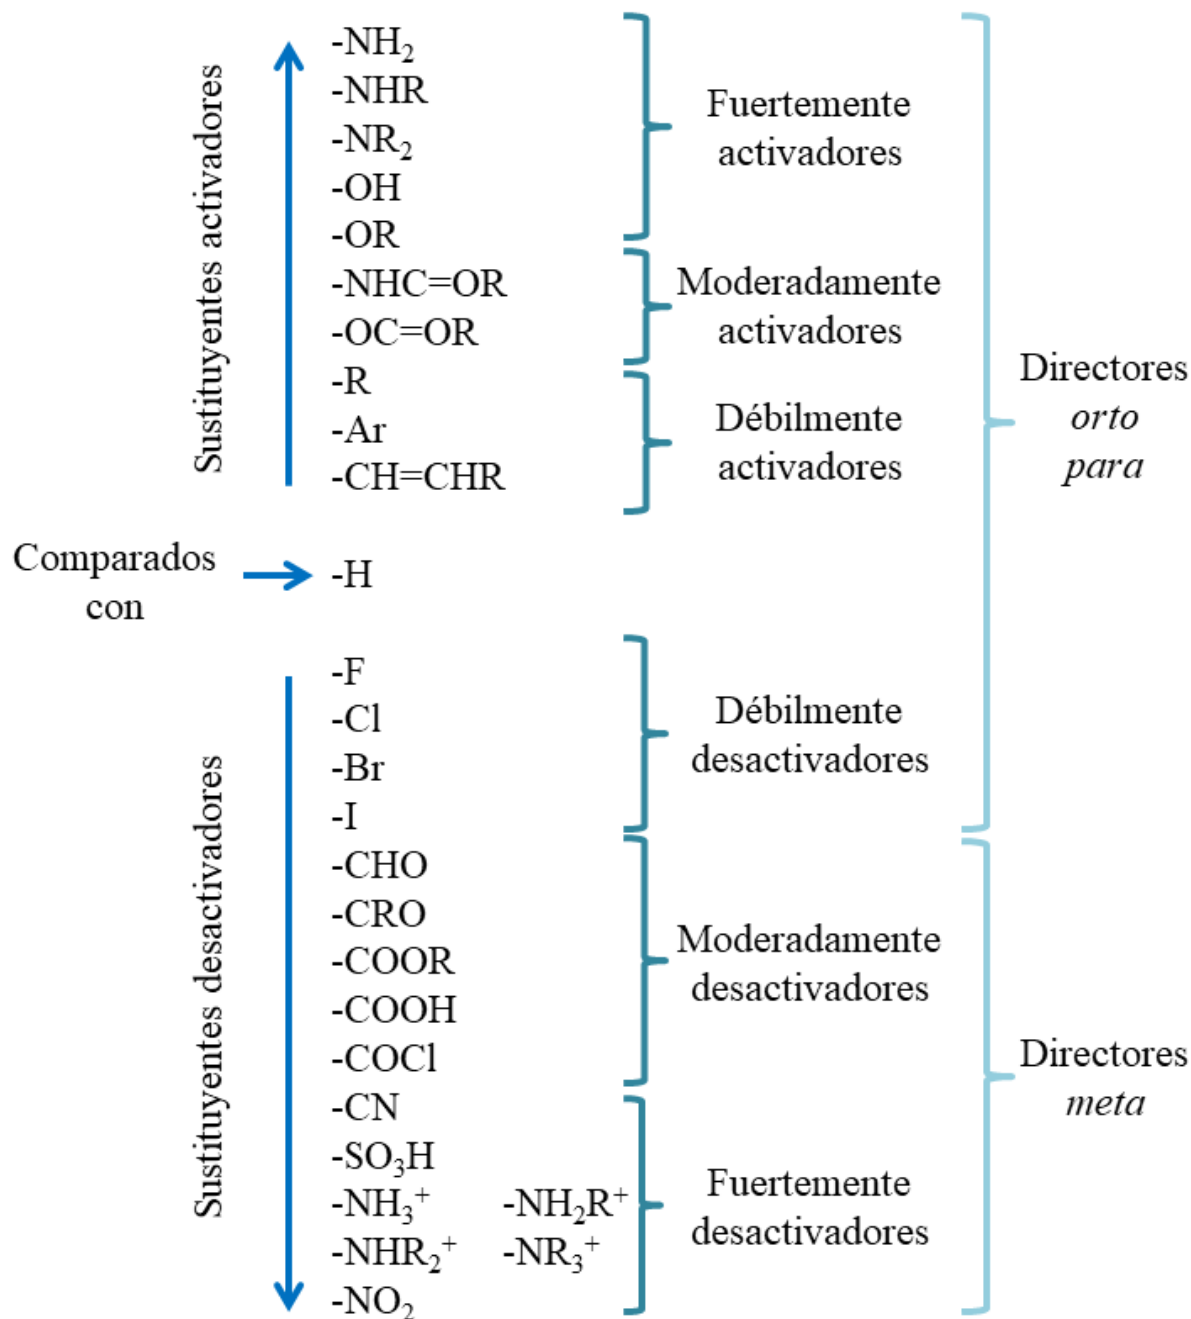 Sustituyentes activadores
-NH₂
-NHR
-NR₂
-OH
-OR
-NHC=OR
-OC=OR
-R
-Ar
-CH=CHR
Fuertemente
activadores
Moderadamente
activadores
Débilmente
activadores
Directores
orto
para
Comparados
con
-H
Sustituyentes desactivadores
-F
-Cl
-Br
-I
-CHO
-CRO
-COOR
-COOH
-COCl
-CN
-SO₃H
-NH₃⁺ -NH₂R⁺
-NHR₂⁺ -NR₃⁺
-NO₂
Débilmente
desactivadores
Moderadamente
desactivadores
Fuertemente
desactivadores
Directores
meta